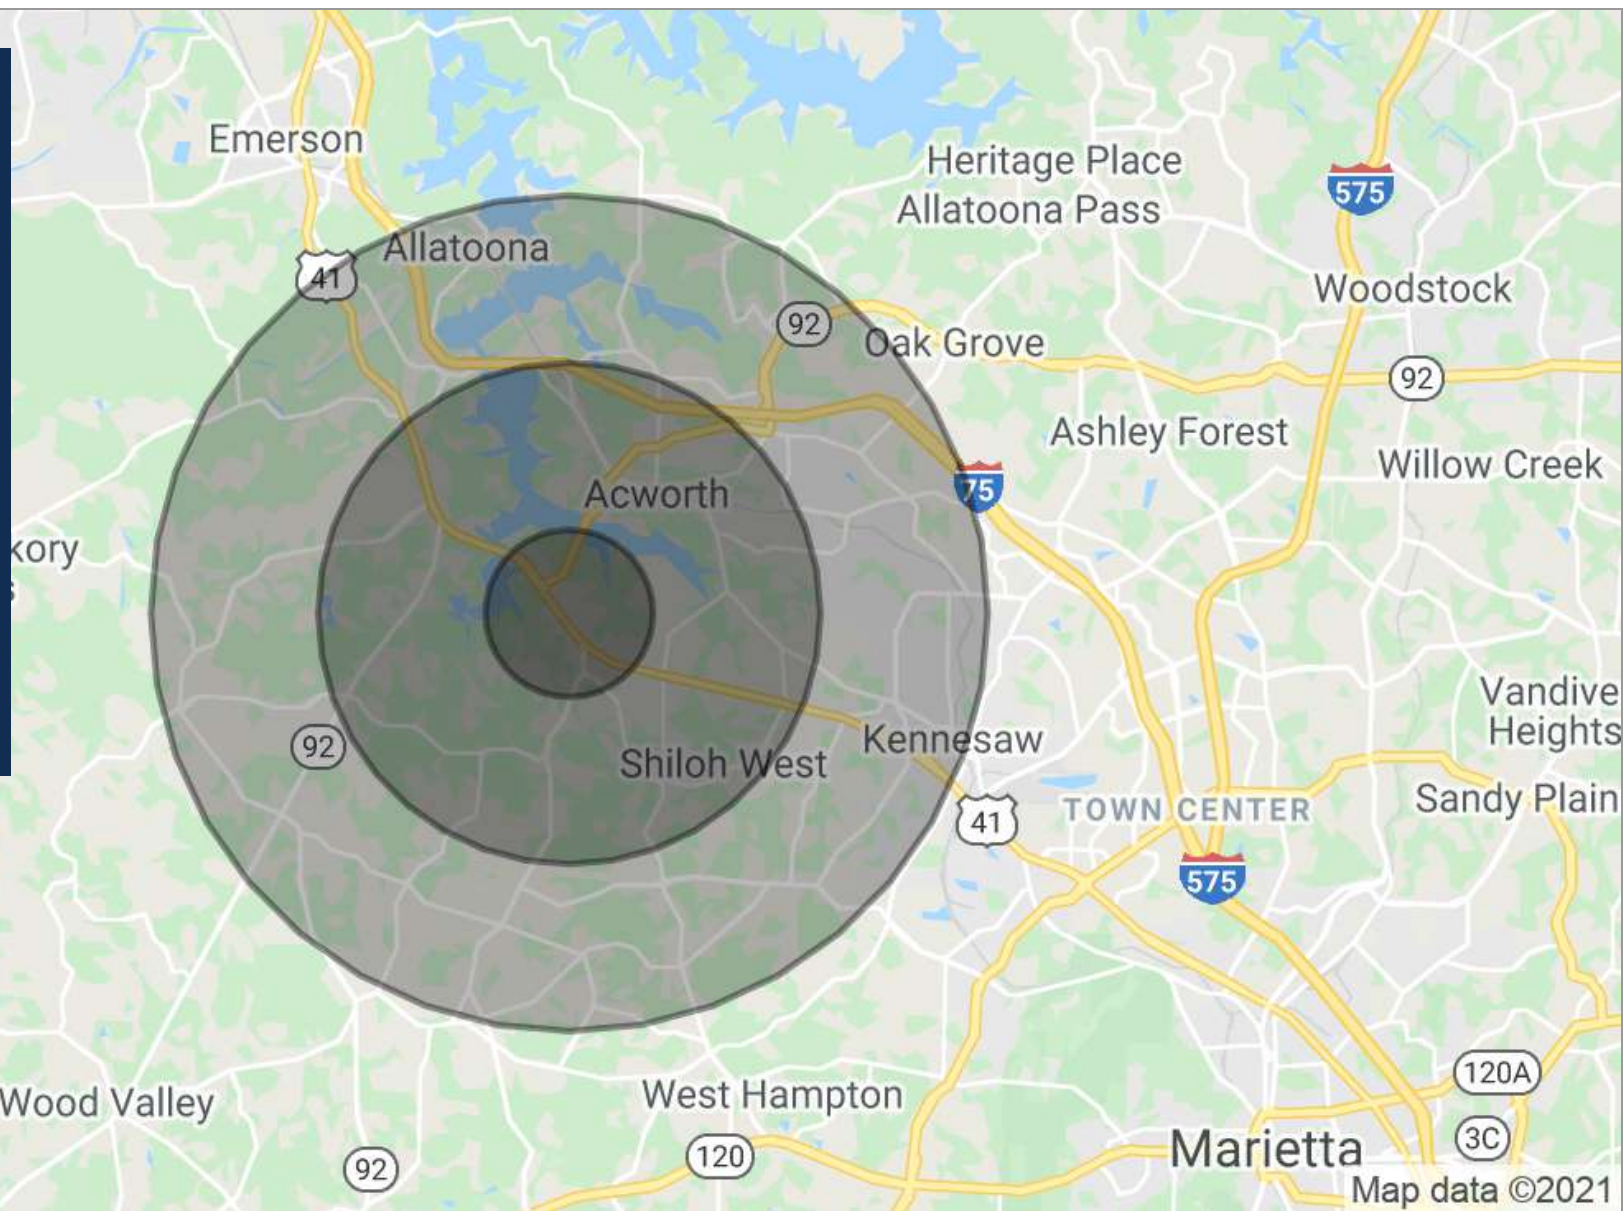 Emerson
Heritage Place
Allatoona Pass
575
Allatoona
41
Woodstock
92
Oak Grove
92
Ashley Forest
Willow Creek
75
Acworth
kory
s
Vandive
Heights
92
Shiloh West
Kennesaw
41
TOWN CENTER
Sandy Plain
575
120A
Wood Valley
West Hampton
3C
92
120
Marietta
Map data ©2021